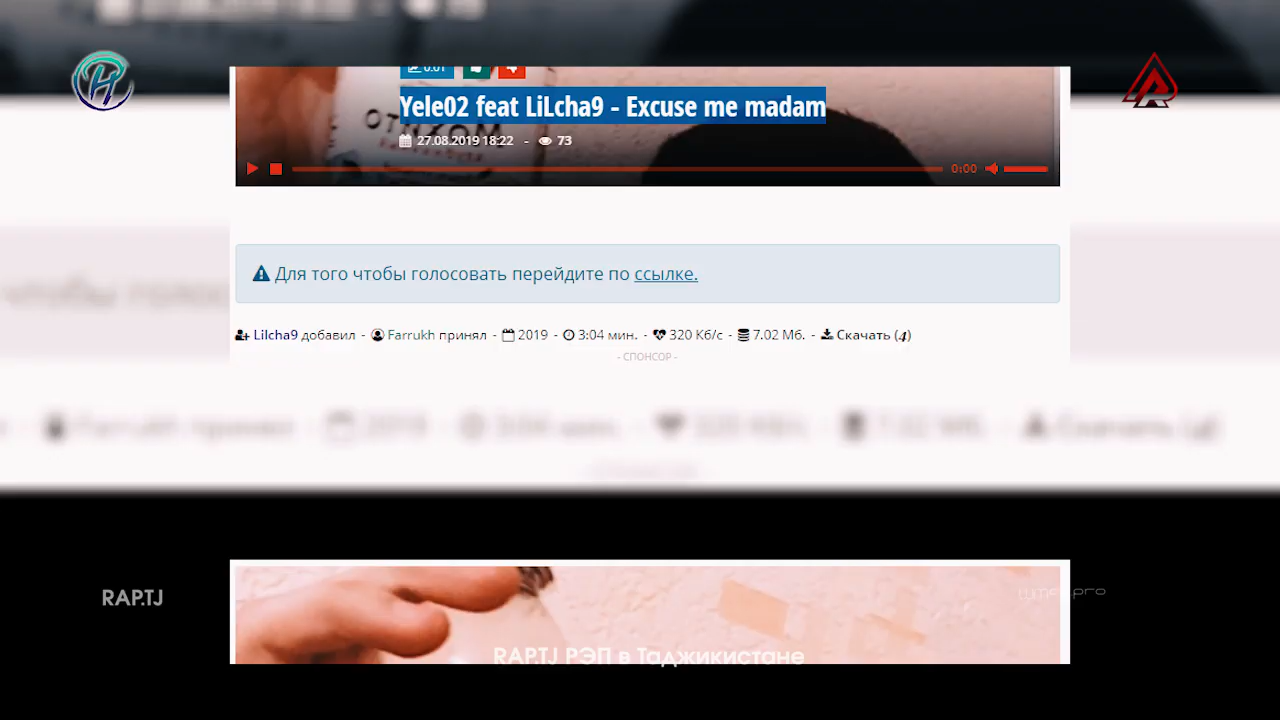 0.01
Yele02 feat LiLcha9 - Excuse me madam
27.08.2019 18:22 - 73
0:00
Для того чтобы голосовать перейдите по ссылке.
Lilcha9 добавил - Farrukh принял - 2019 - 3:04 мин. - 320 Кб/с - 7.02 Мб. - Скачать (4)
- СПОНСОР -
RAP.TJ
RAP.TJ РЭП в Таджикистане